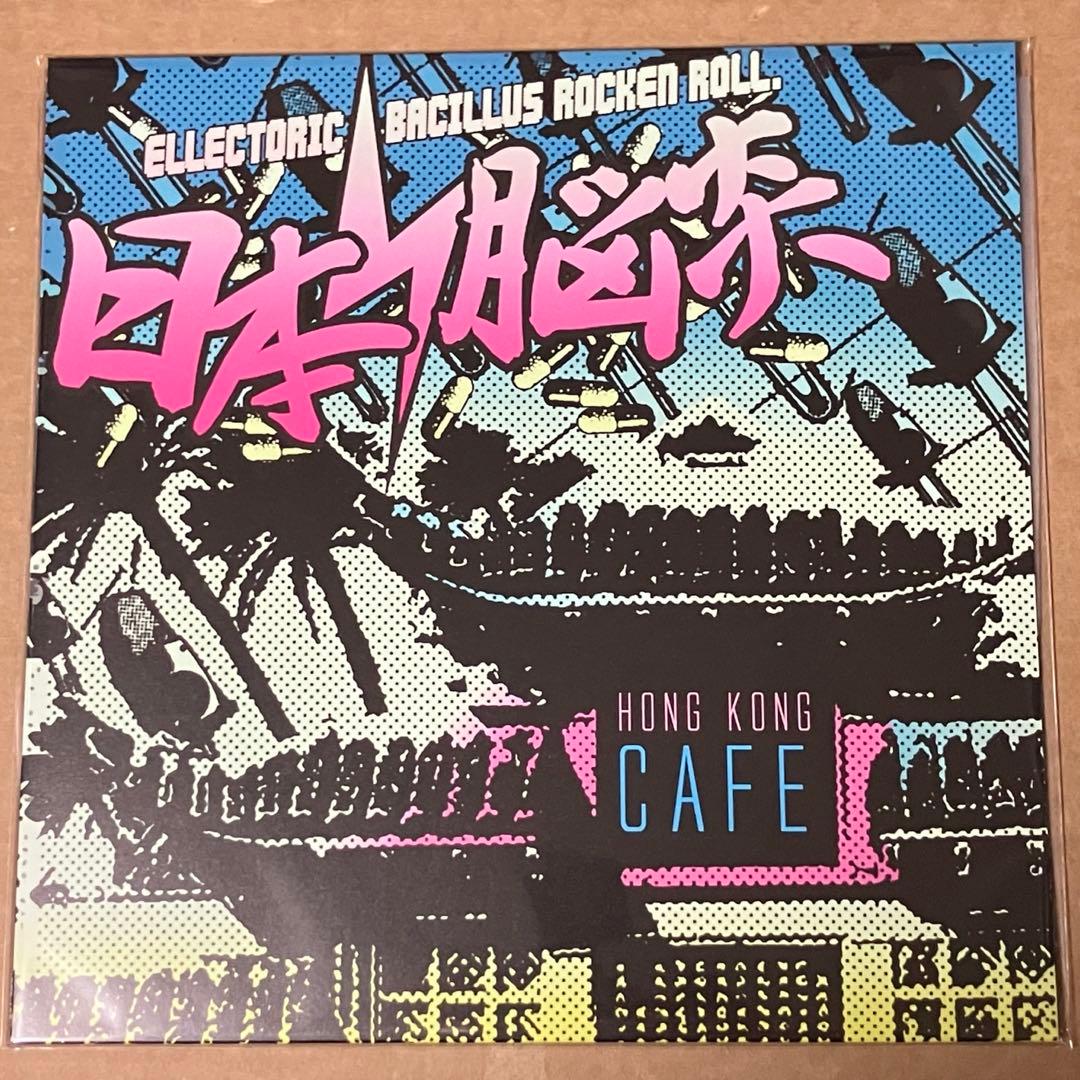 ELLECTORIC BACILLUS ROCKEN ROLL.
日本脳炎
HONG KONG
CAFE